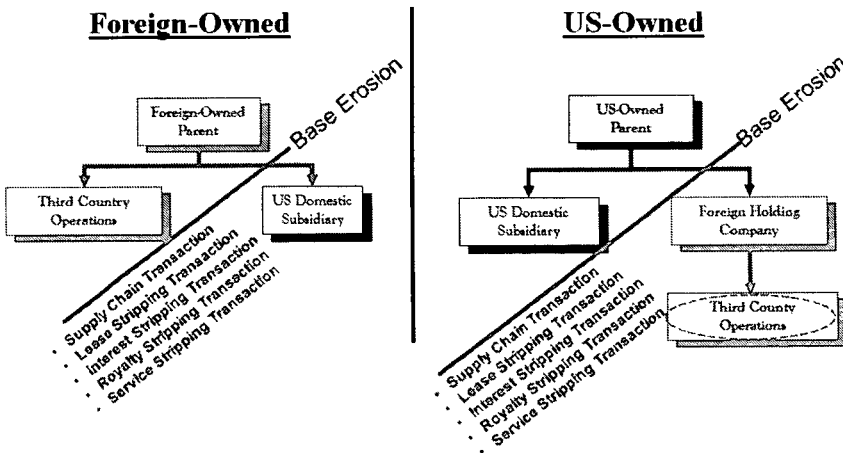 Foreign-Owned
Base Erosion
Foreign-Owned
Parent
Third Country
Operations
US Domestic
Subsidiary
· Supply Chain Transaction
· Lease Stripping Transaction
· Interest Stripping Transaction
· Royalty Stripping Transaction
· Service Stripping Transaction
US-Owned
Base Erosion
US-Owned
Parent
US Domestic
Subsidiary
Foreign Holding
Company
Third County
Operations
· Supply Chain Transaction
· Lease Stripping Transaction
· Interest Stripping Transaction
· Royalty Stripping Transaction
· Service Stripping Transaction